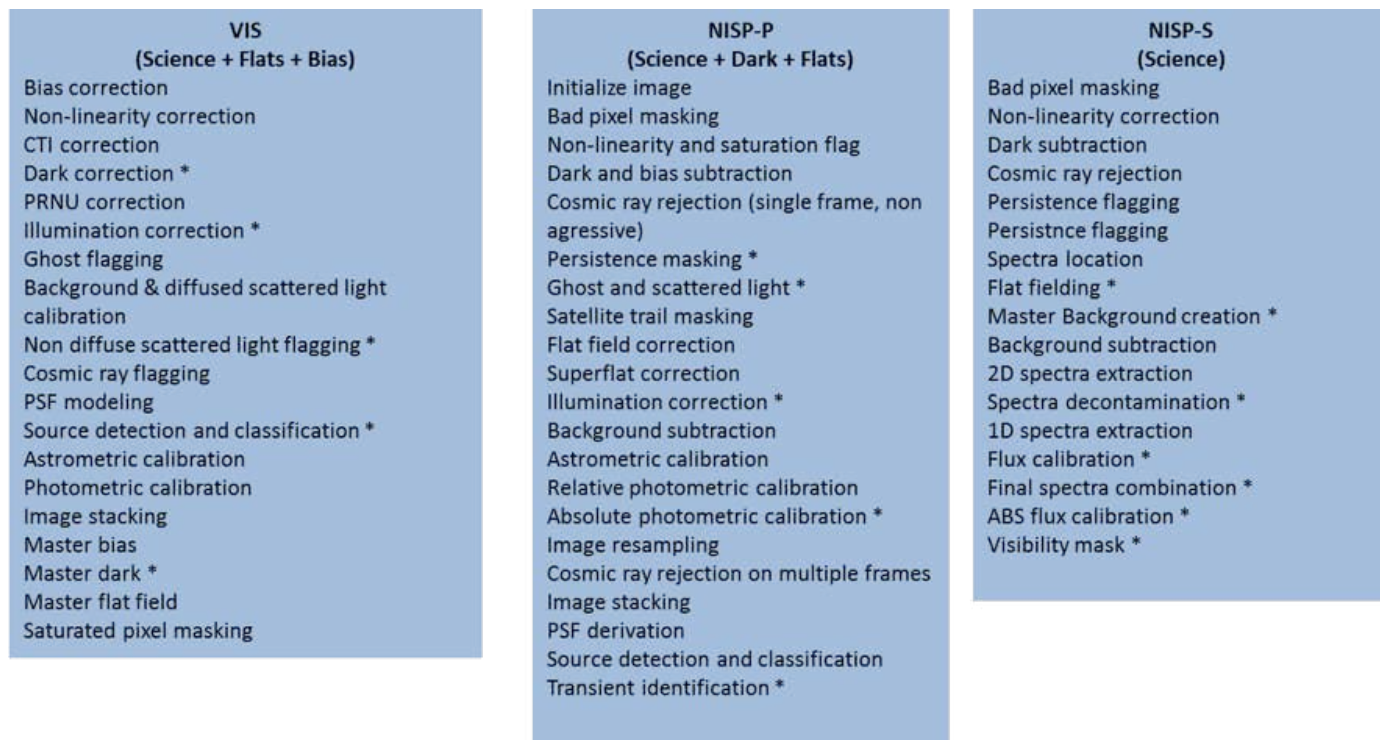 VIS
(Science + Flats + Bias)
Bias correction
Non-linearity correction
CTI correction
Dark correction *
PRNU correction
Illumination correction *
Ghost flagging
Background & diffused scattered light
calibration
Non diffuse scattered light flagging *
Cosmic ray flagging
PSF modeling
Source detection and classification *
Astrometric calibration
Photometric calibration
Image stacking
Master bias
Master dark *
Master flat field
Saturated pixel masking
NISP-P
(Science + Dark + Flats)
Initialize image
Bad pixel masking
Non-linearity and saturation flag
Dark and bias subtraction
Cosmic ray rejection (single frame, non
agressive)
Persistence masking *
Ghost and scattered light *
Satellite trail masking
Flat field correction
Superflat correction
Illumination correction *
Background subtraction
Astrometric calibration
Relative photometric calibration
Absolute photometric calibration *
Image resampling
Cosmic ray rejection on multiple frames
Image stacking
PSF derivation
Source detection and classification
Transient identification *
NISP-S
(Science)
Bad pixel masking
Non-linearity correction
Dark subtraction
Cosmic ray rejection
Persistence flagging
Persistnce flagging
Spectra location
Flat fielding *
Master Background creation *
Background subtraction
2D spectra extraction
Spectra decontamination *
1D spectra extraction
Flux calibration *
Final spectra combination *
ABS flux calibration *
Visibility mask *